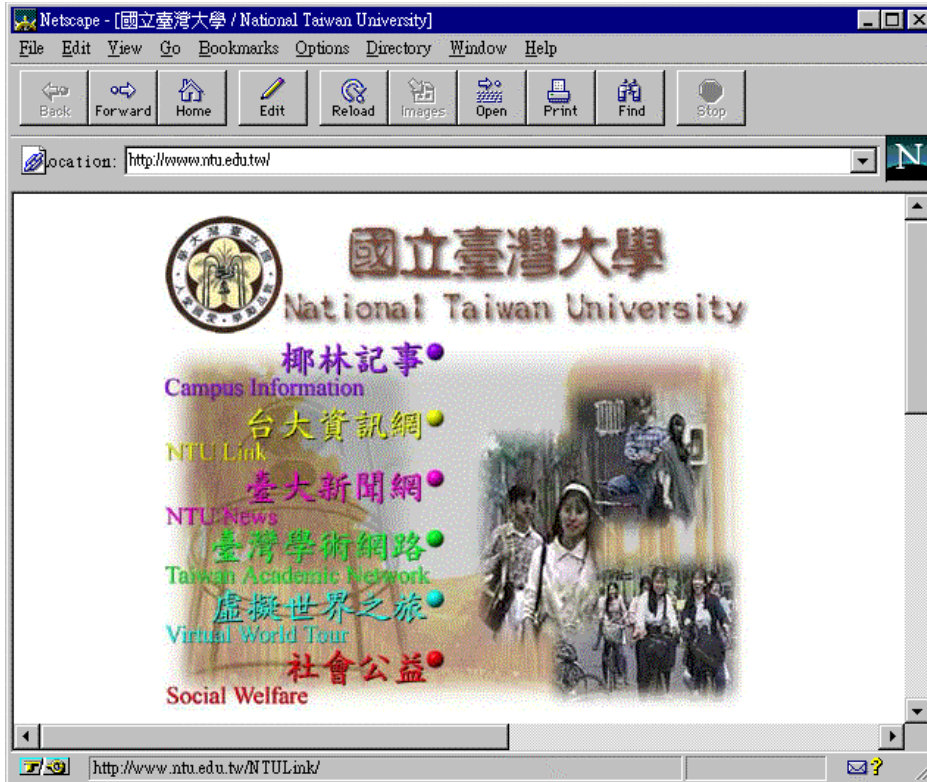 Netscape - [國立臺灣大學 / National Taiwan University]
File Edit View Go Bookmarks Options Directory Window Help
Back Forward Home Edit Reload Images Open Print Find Stop
Location: http://www.ntu.edu.tw/
N
國立臺灣大學
National Taiwan University
椰林記事
Campus Information
台大資訊網
NTU Link
臺大新聞網
NTU News
臺灣學術網路
Taiwan Academic Network
虛擬世界之旅
Virtual World Tour
社會公益
Social Welfare
http://www.ntu.edu.tw/NTULink/